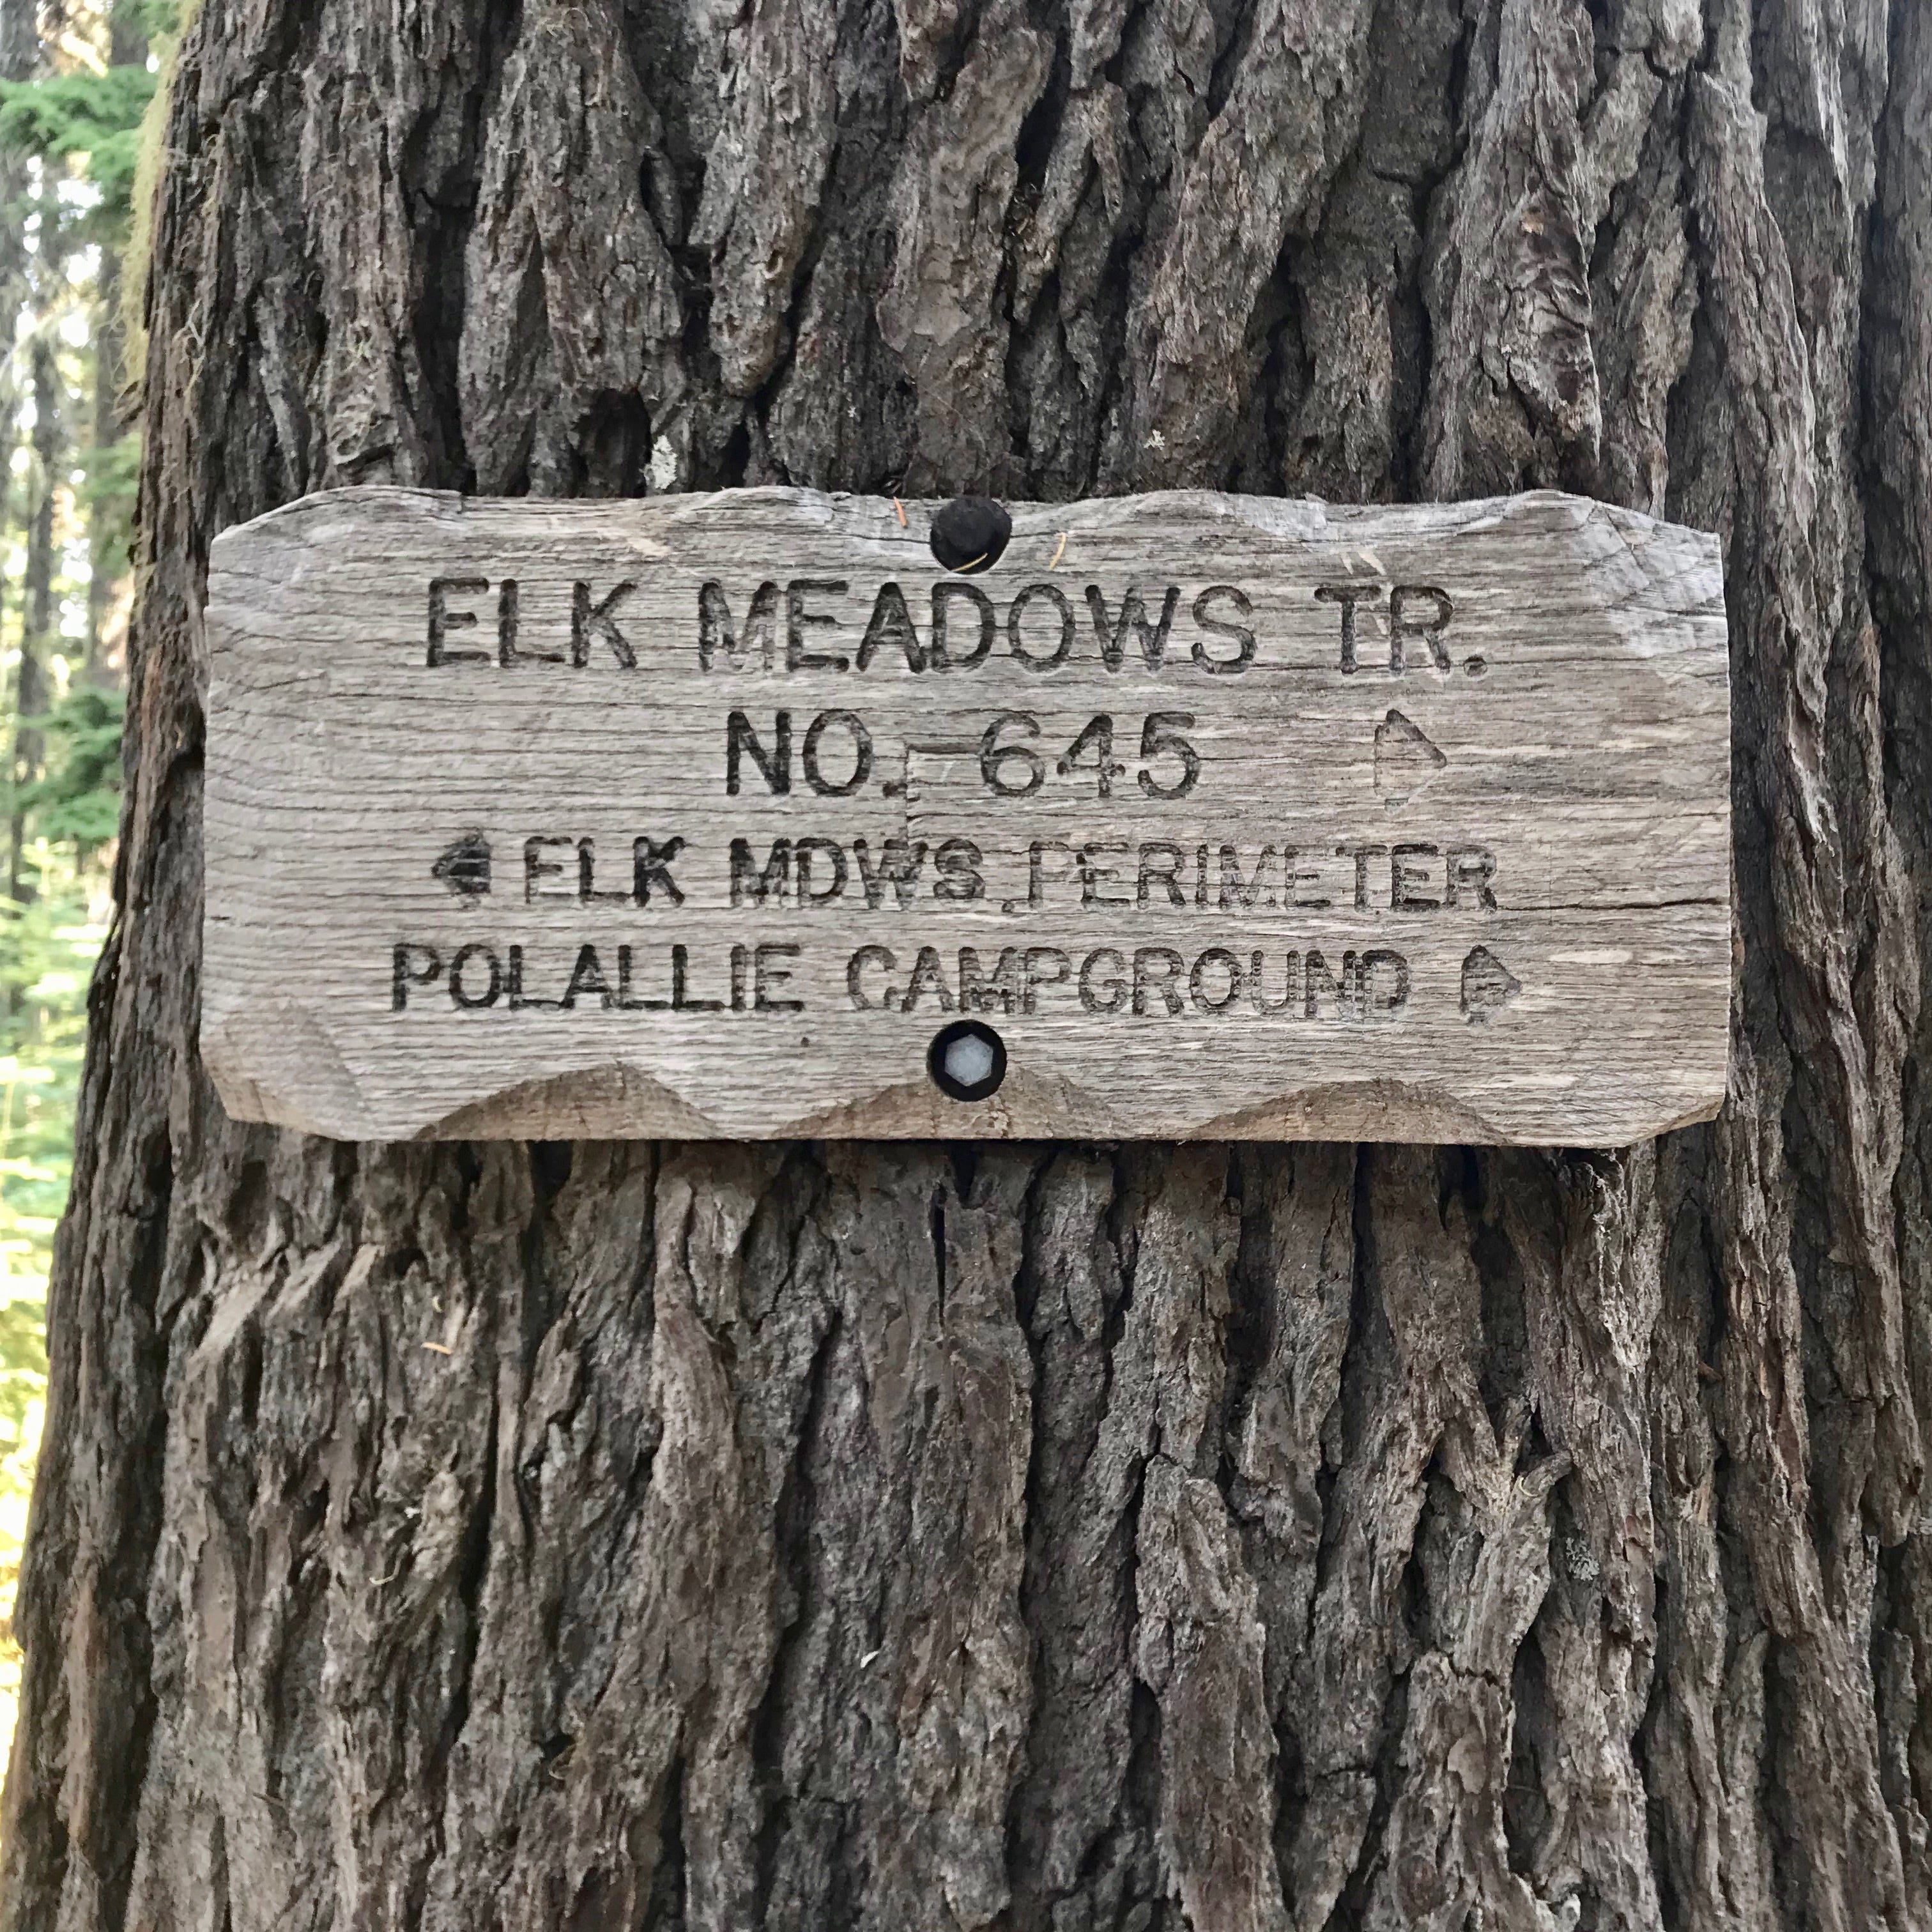 ELK MEADOWS TR.
NO. 645
ELK MDWS. PERIMETER
POLALLIE CAMPGROUND